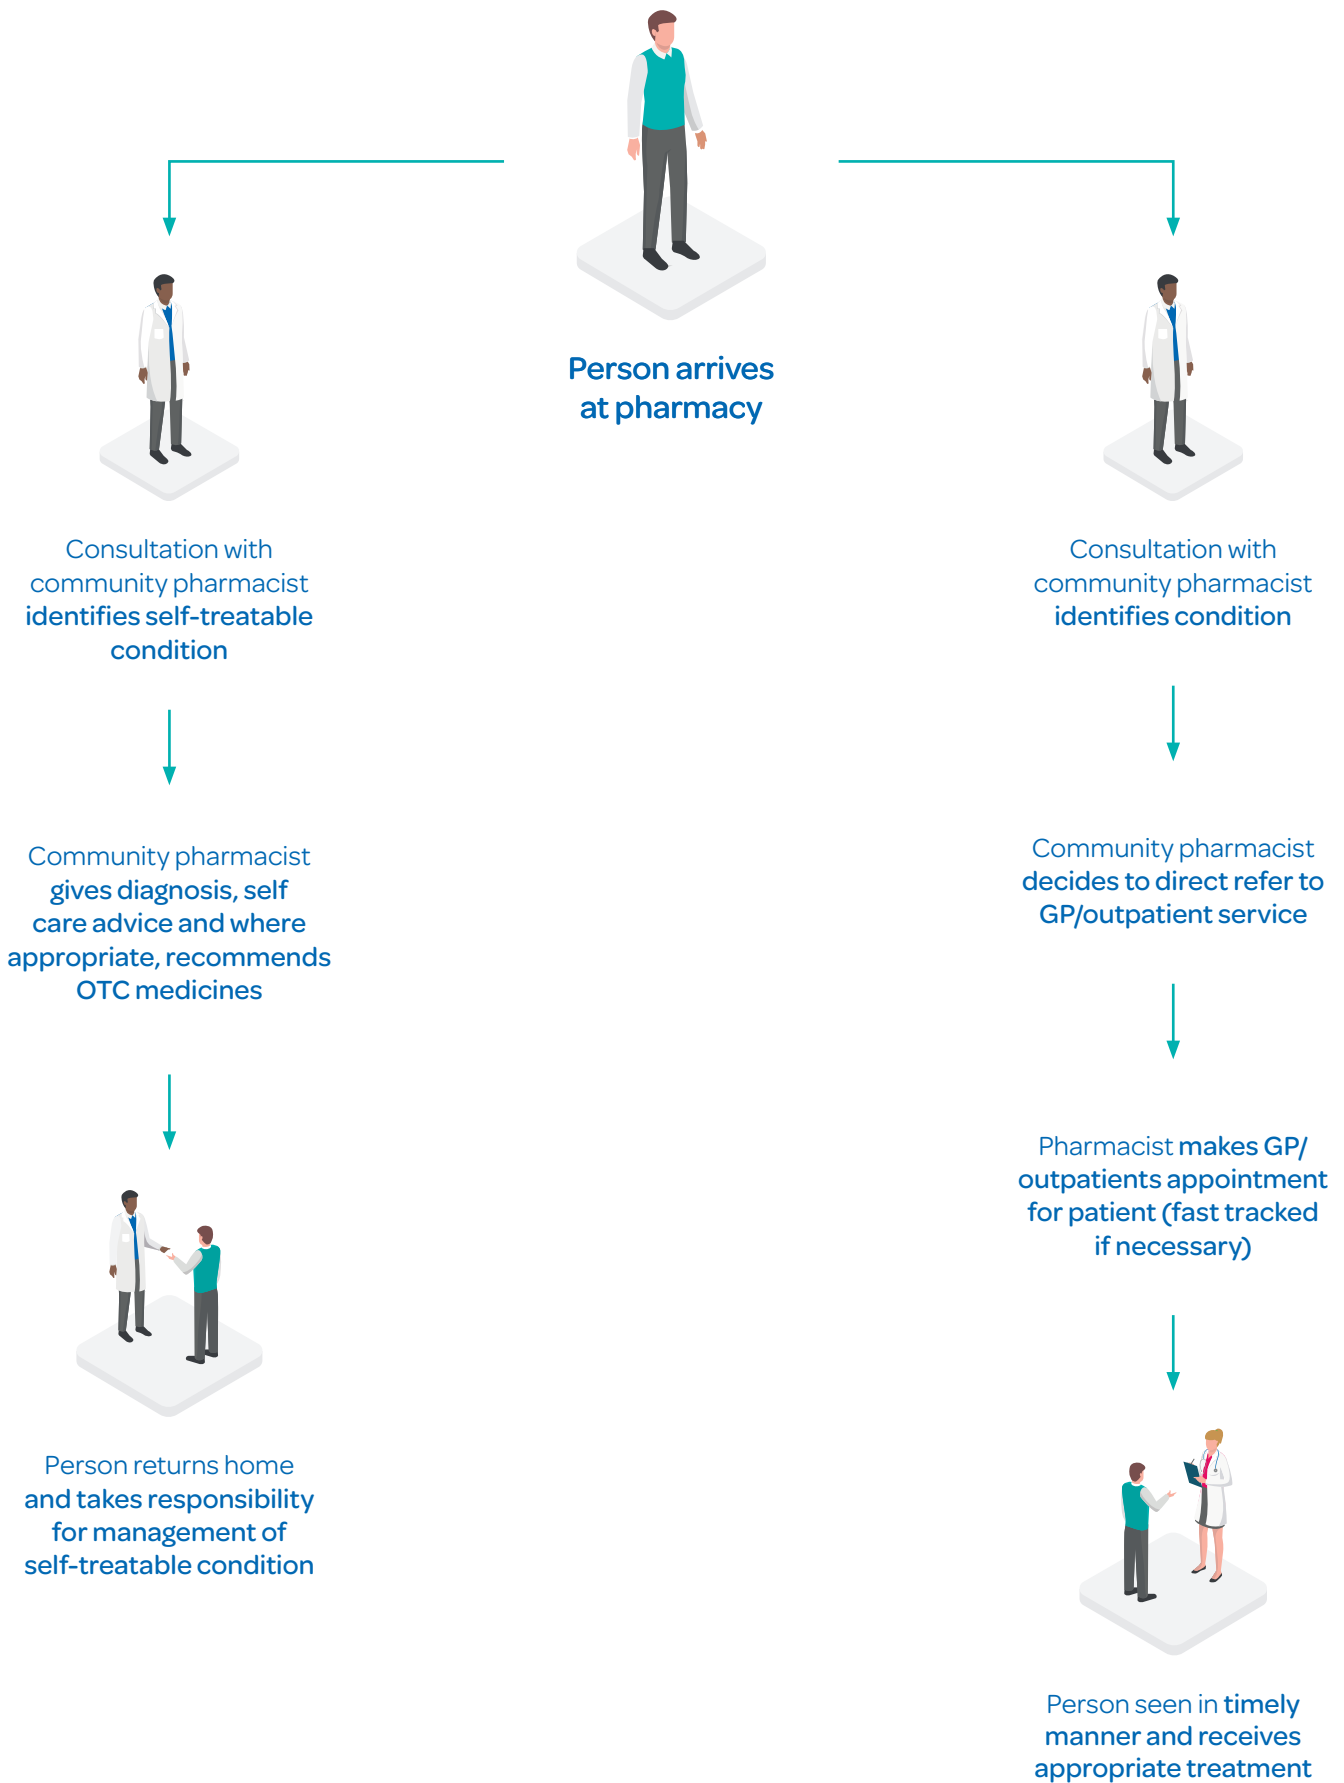 Person arrives
at pharmacy
Consultation with
community pharmacist
identifies self-treatable
condition
Community pharmacist
gives diagnosis, self
care advice and where
appropriate, recommends
OTC medicines
Person returns home
and takes responsibility
for management of
self-treatable condition
Consultation with
community pharmacist
identifies condition
Community pharmacist
decides to direct refer to
GP/outpatient service
Pharmacist makes GP/
outpatients appointment
for patient (fast tracked
if necessary)
Person seen in timely
manner and receives
appropriate treatment